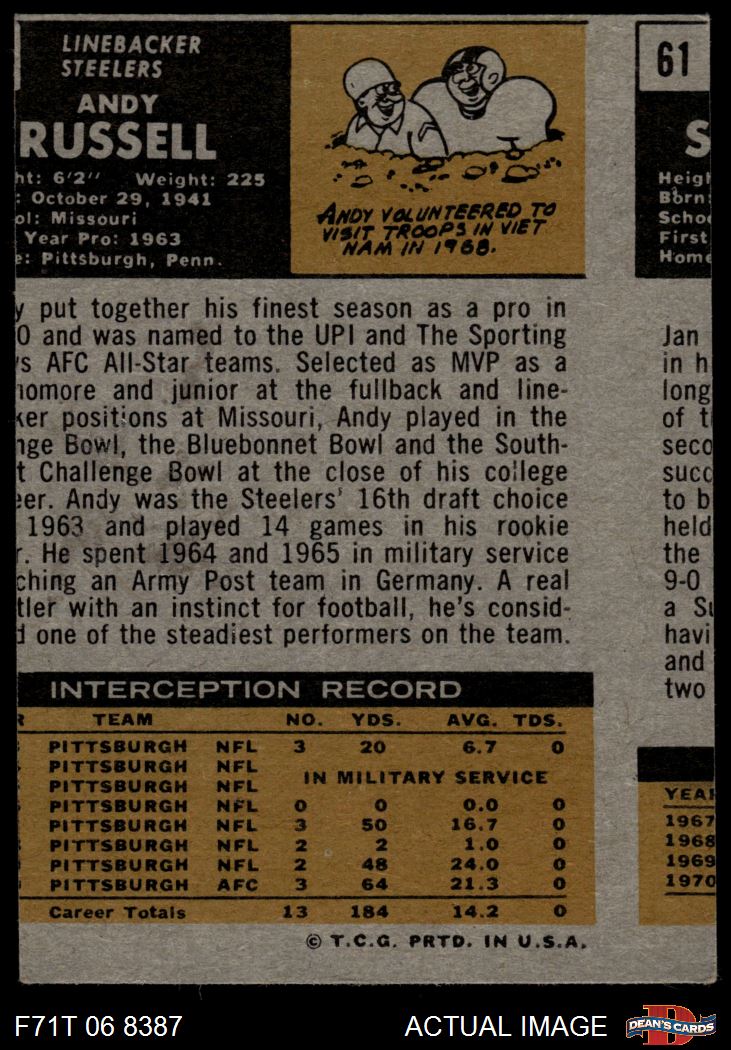 LINEBACKER
STEELERS
ANDY
RUSSELL
ht: 6'2" Weight: 225
: October 29, 1941
ol: Missouri
Year Pro: 1963
e: Pittsburgh, Penn.
ANDY VOLUNTEERED TO
VISIT TROOPS IN VIET
NAM IN 1968.
y put together his finest season as a pro in
0 and was named to the UPI and The Sporting
's AFC All-Star teams. Selected as MVP as a
omore and junior at the fullback and line-
ker positions at Missouri, Andy played in the
nge Bowl, the Bluebonnet Bowl and the South-
t Challenge Bowl at the close of his college
eer. Andy was the Steelers' 16th draft choice
1963 and played 14 games in his rookie
r. He spent 1964 and 1965 in military service
ching an Army Post team in Germany. A real
tler with an instinct for football, he's consid-
d one of the steadiest performers on the team.
INTERCEPTION RECORD
R TEAM NO. YDS. AVG. TDS.
PITTSBURGH NFL 3 20 6.7 0
PITTSBURGH NFL
IN MILITARY SERVICE
PITTSBURGH NFL
PITTSBURGH NFL 0 0 0.0 0
PITTSBURGH NFL 3 50 16.7 0
PITTSBURGH NFL 2 2 1.0 0
PITTSBURGH NFL 2 48 24.0 0
PITTSBURGH AFC 3 64 21.3 0
Career Totals 13 184 14.2 0
© T.C.G. PRTD. IN U.S.A.
61
S
Heigh
Born:
Schoo
First
Home
Jan
in h
long
of t
seco
succ
to b
held
the
9-0
a Su
havi
and
two
YEAR
1967
1968
1969
1970
F71T 06 8387 ACTUAL IMAGE
DEAN'S CARDS